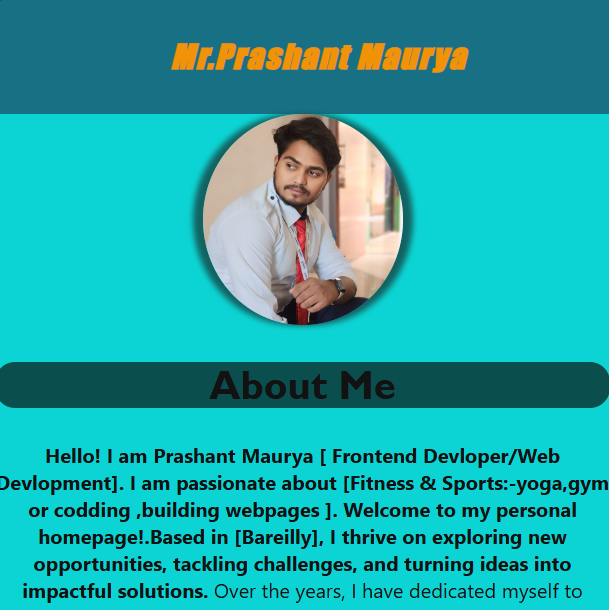 Mr.Prashant Maurya
About Me
Hello! I am Prashant Maurya [ Frontend Devloper/Web
Devlopment]. I am passionate about [Fitness & Sports:-yoga,gym
or codding ,building webpages ]. Welcome to my personal
homepage!.Based in [Bareilly], I thrive on exploring new
opportunities, tackling challenges, and turning ideas into
impactful solutions. Over the years, I have dedicated myself to